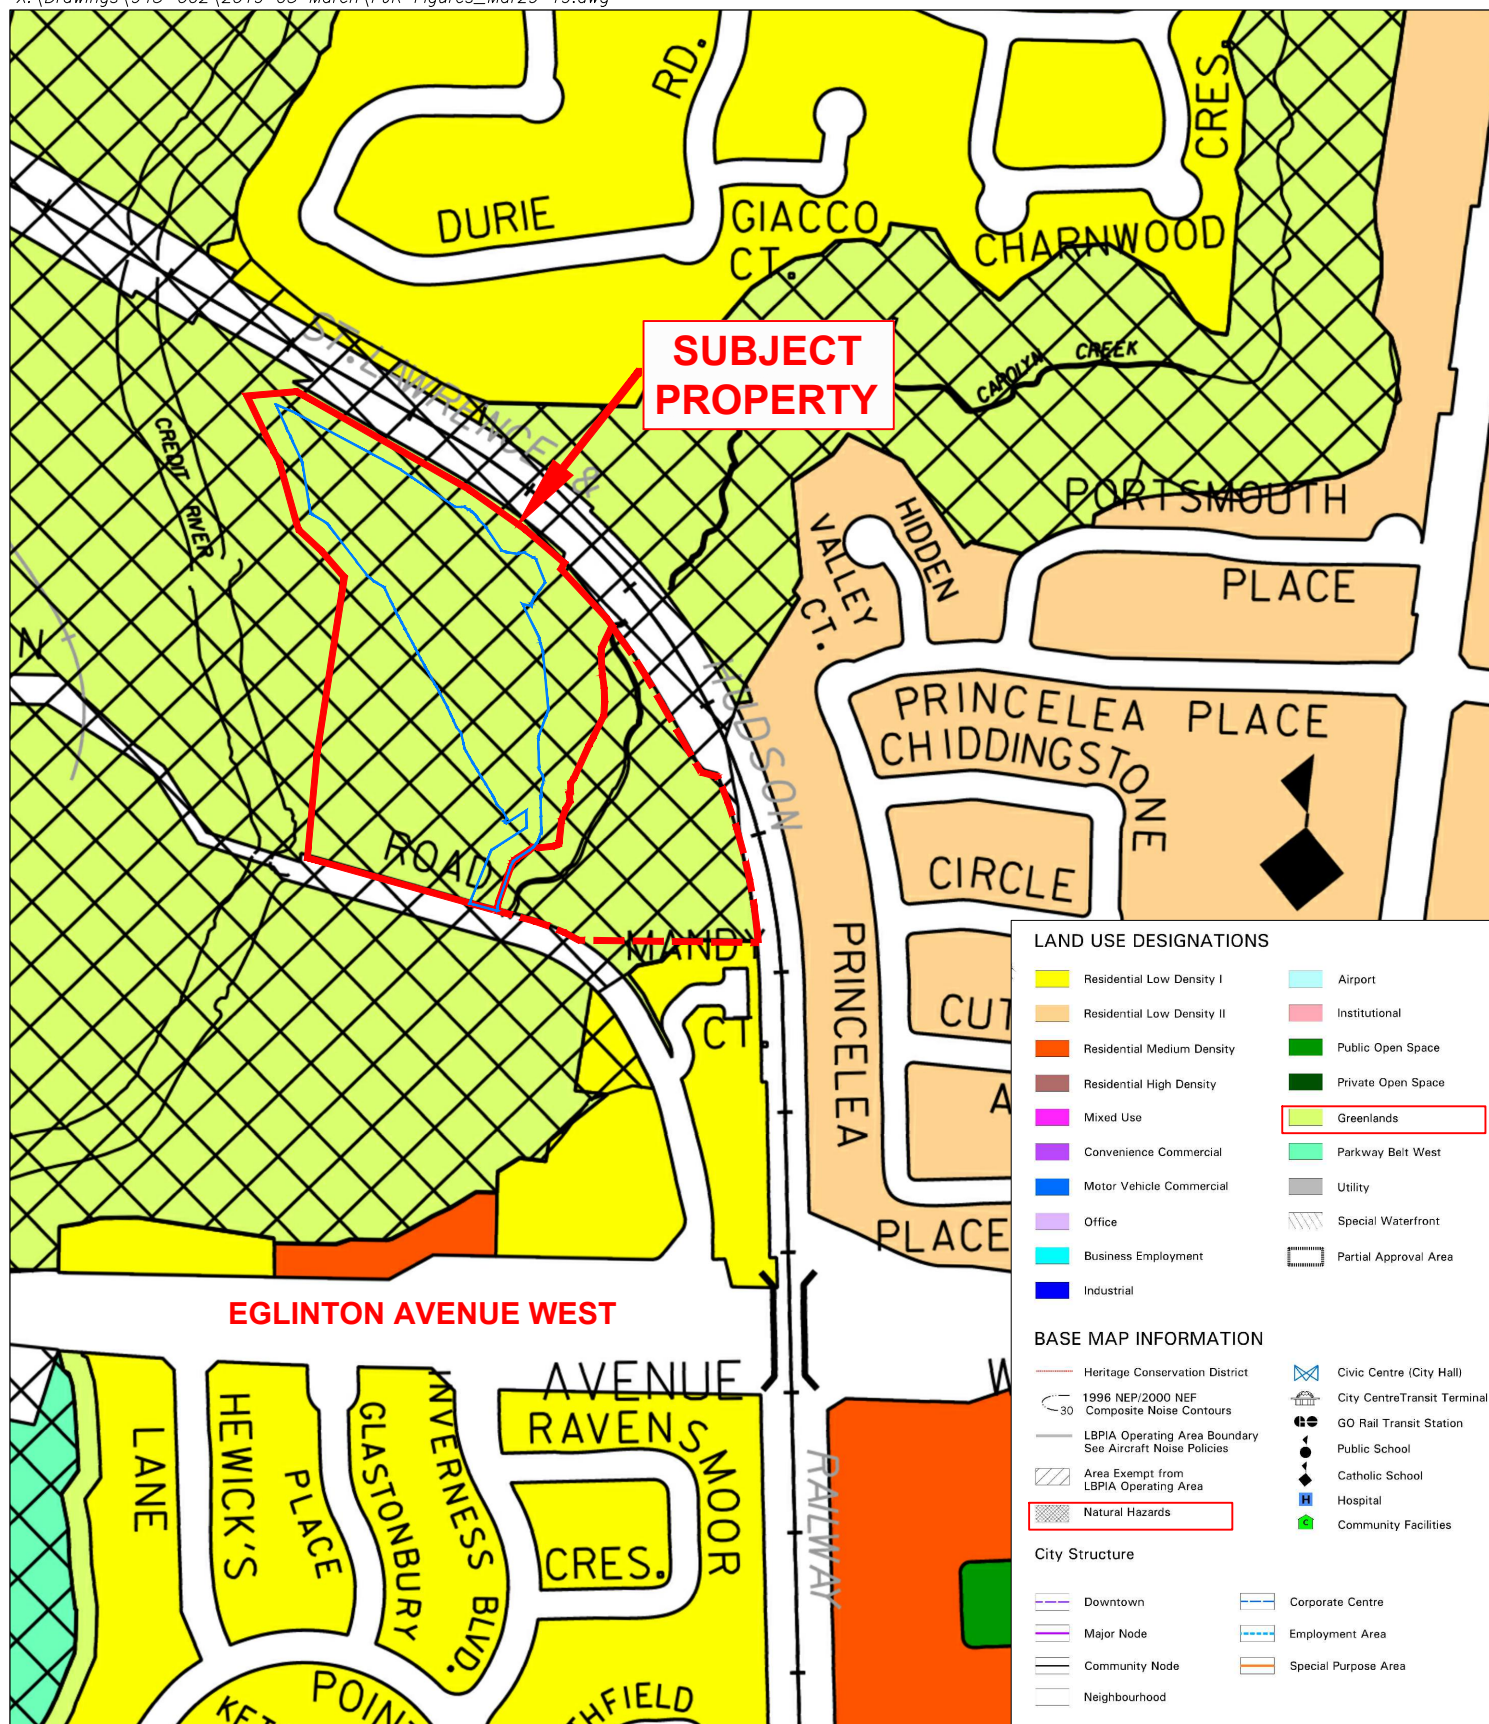 X:\Drawings\
RD.
CRES.
DURIE
GIACCO
CT.
CHARNWOOD
ST. LAWRENCE &
HUDSON
RAILWAY
SUBJECT
PROPERTY
CAROLYN CREEK
CREDIT RIVER
PORTSMOUTH
PLACE
HIDDEN
VALLEY
CT.
N
PRINCELEA PLACE
CHIDDINGSTONE
CIRCLE
ROAD
MANDY
CT.
PRINCELEA
PLACE
CUT
A
EGLINTON AVENUE WEST
AVENUE
W
RAVENSMOOR
CRES.
LANE
HEWICK'S
PLACE
GLASTONBURY
INVERNESS BLVD.
POIN
KE
HFIELD
LAND USE DESIGNATIONS
Residential Low Density I
Residential Low Density II
Residential Medium Density
Residential High Density
Mixed Use
Convenience Commercial
Motor Vehicle Commercial
Office
Business Employment
Industrial
Airport
Institutional
Public Open Space
Private Open Space
Greenlands
Parkway Belt West
Utility
Special Waterfront
Partial Approval Area
BASE MAP INFORMATION
Heritage Conservation District
1996 NEP/2000 NEF
30 Composite Noise Contours
LBPIA Operating Area Boundary
See Aircraft Noise Policies
Area Exempt from
LBPIA Operating Area
Natural Hazards
Civic Centre (City Hall)
City CentreTransit Terminal
GO Rail Transit Station
Public School
Catholic School
H Hospital
C Community Facilities
City Structure
Downtown
Major Node
Community Node
Neighbourhood
Corporate Centre
Employment Area
Special Purpose Area